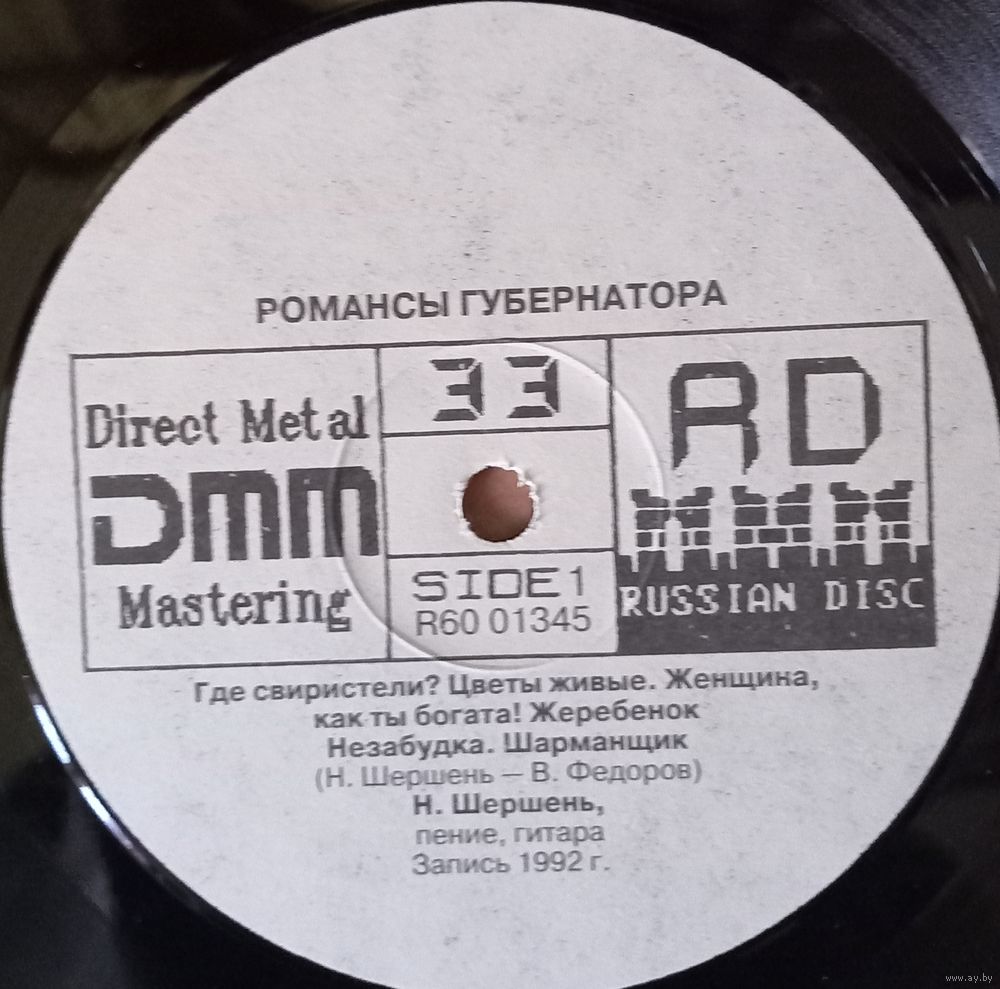 РОМАНСЫ ГУБЕРНАТОРА
Direct Metal
DMM
Mastering
33
SIDE 1
R60 01345
RD
RUSSIAN DISC
Где свиристели? Цветы живые. Женщина,
как ты богата! Жеребенок
Незабудка. Шарманщик
(Н. Шершень — В. Федоров)
Н. Шершень,
пение, гитара
Запись 1992 г.
www.ay.by